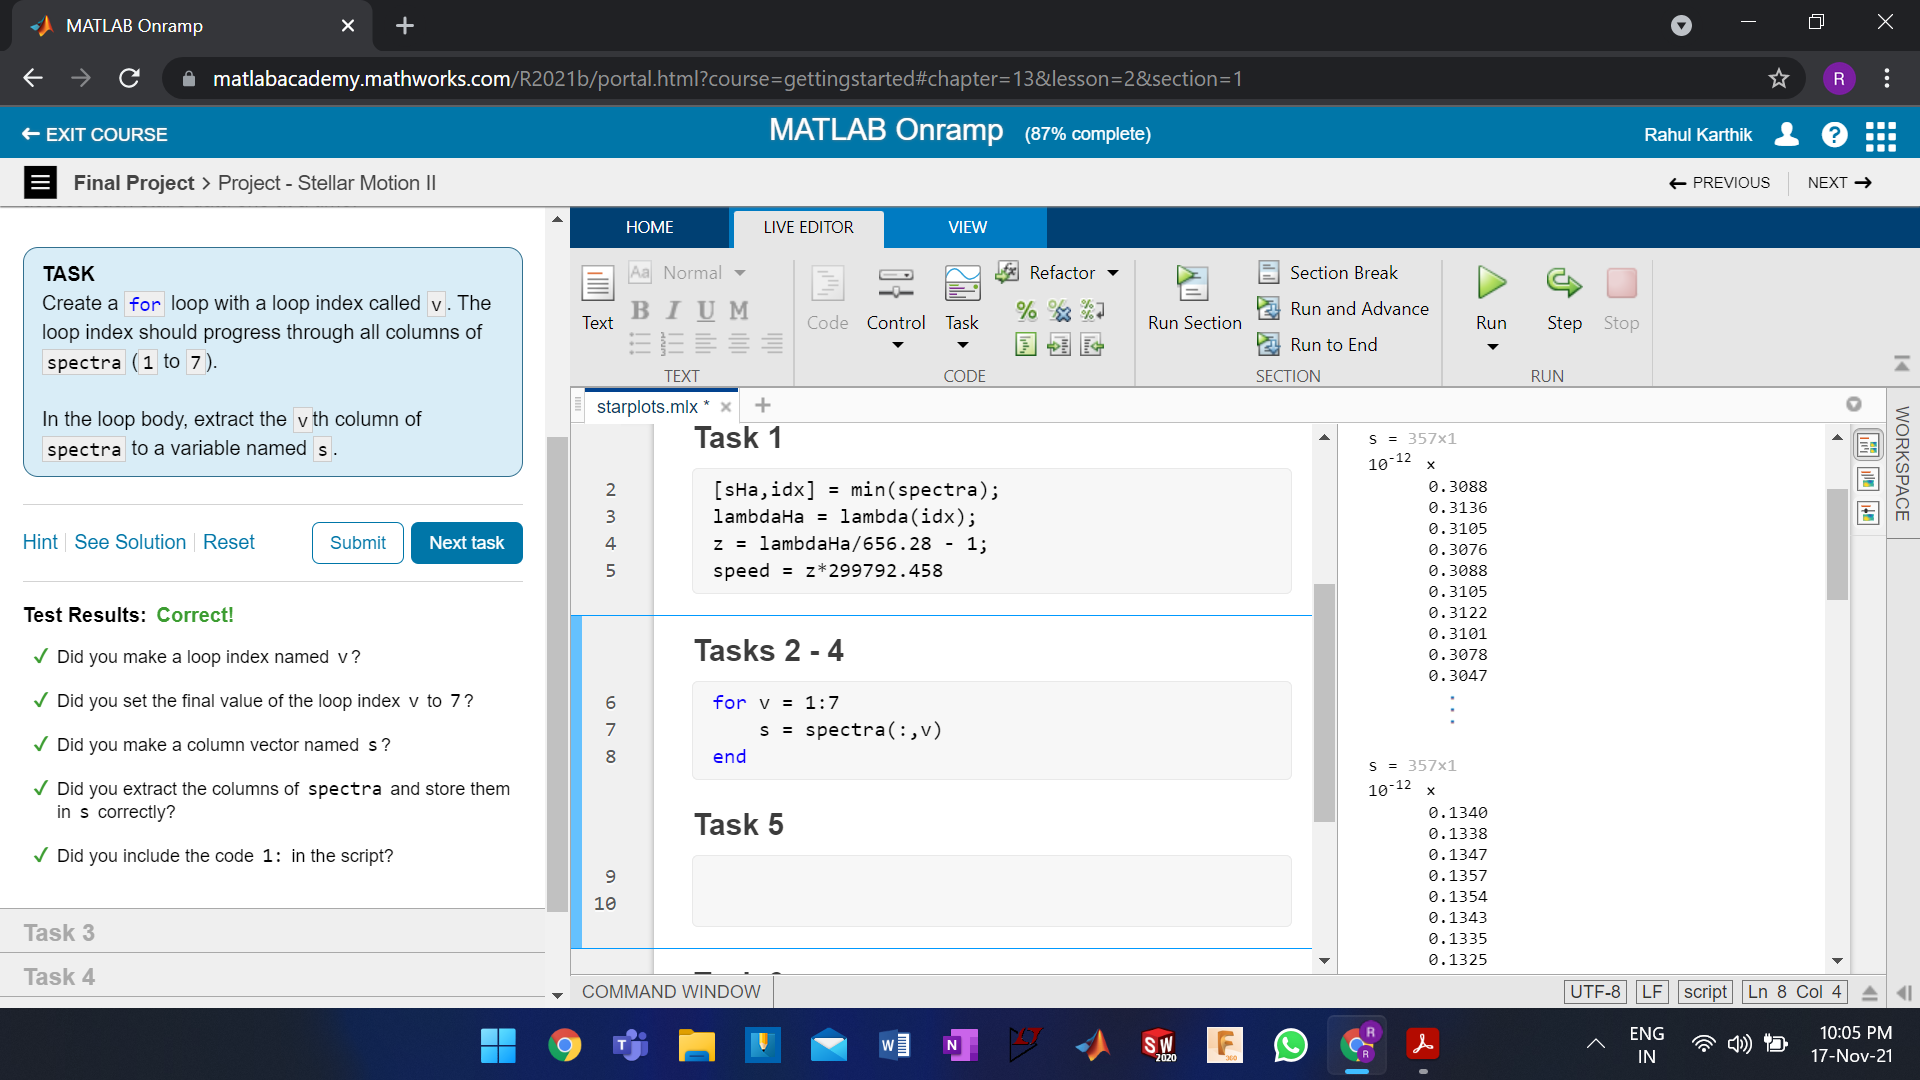 MATLAB Onramp
matlabacademy.mathworks.com/R2021b/portal.html?course=gettingstarted#chapter=13&lesson=2&section=1
R
EXIT COURSE
MATLAB Onramp (87% complete)
Rahul Karthik
Final Project > Project - Stellar Motion II
PREVIOUS
NEXT
TASK
Create a for loop with a loop index called v. The
loop index should progress through all columns of
spectra (1 to 7).
In the loop body, extract the vth column of
spectra to a variable named s.
Hint
See Solution
Reset
Submit
Next task
Test Results: Correct!
Did you make a loop index named v?
Did you set the final value of the loop index v to 7?
Did you make a column vector named s?
Did you extract the columns of spectra and store them
in s correctly?
Did you include the code 1: in the script?
Task 3
Task 4
HOME
LIVE EDITOR
VIEW
Text
Aa Normal
B I U M
TEXT
Code
Control
Task
Refactor
CODE
Run Section
Section Break
Run and Advance
Run to End
SECTION
Run
Step
Stop
RUN
starplots.mlx *
Task 1
2 [sHa,idx] = min(spectra);
3 lambdaHa = lambda(idx);
4 z = lambdaHa/656.28 - 1;
5 speed = z*299792.458
Tasks 2 - 4
6 for v = 1:7
7 s = spectra(:,v)
8 end
Task 5
9
10
s = 357×1
10-12 x
0.3088
0.3136
0.3105
0.3076
0.3088
0.3105
0.3122
0.3101
0.3078
0.3047
s = 357×1
10-12 x
0.1340
0.1338
0.1347
0.1357
0.1354
0.1343
0.1335
0.1325
WORKSPACE
COMMAND WINDOW
UTF-8
LF
script
Ln 8 Col 4
ENG
IN
10:05 PM
17-Nov-21